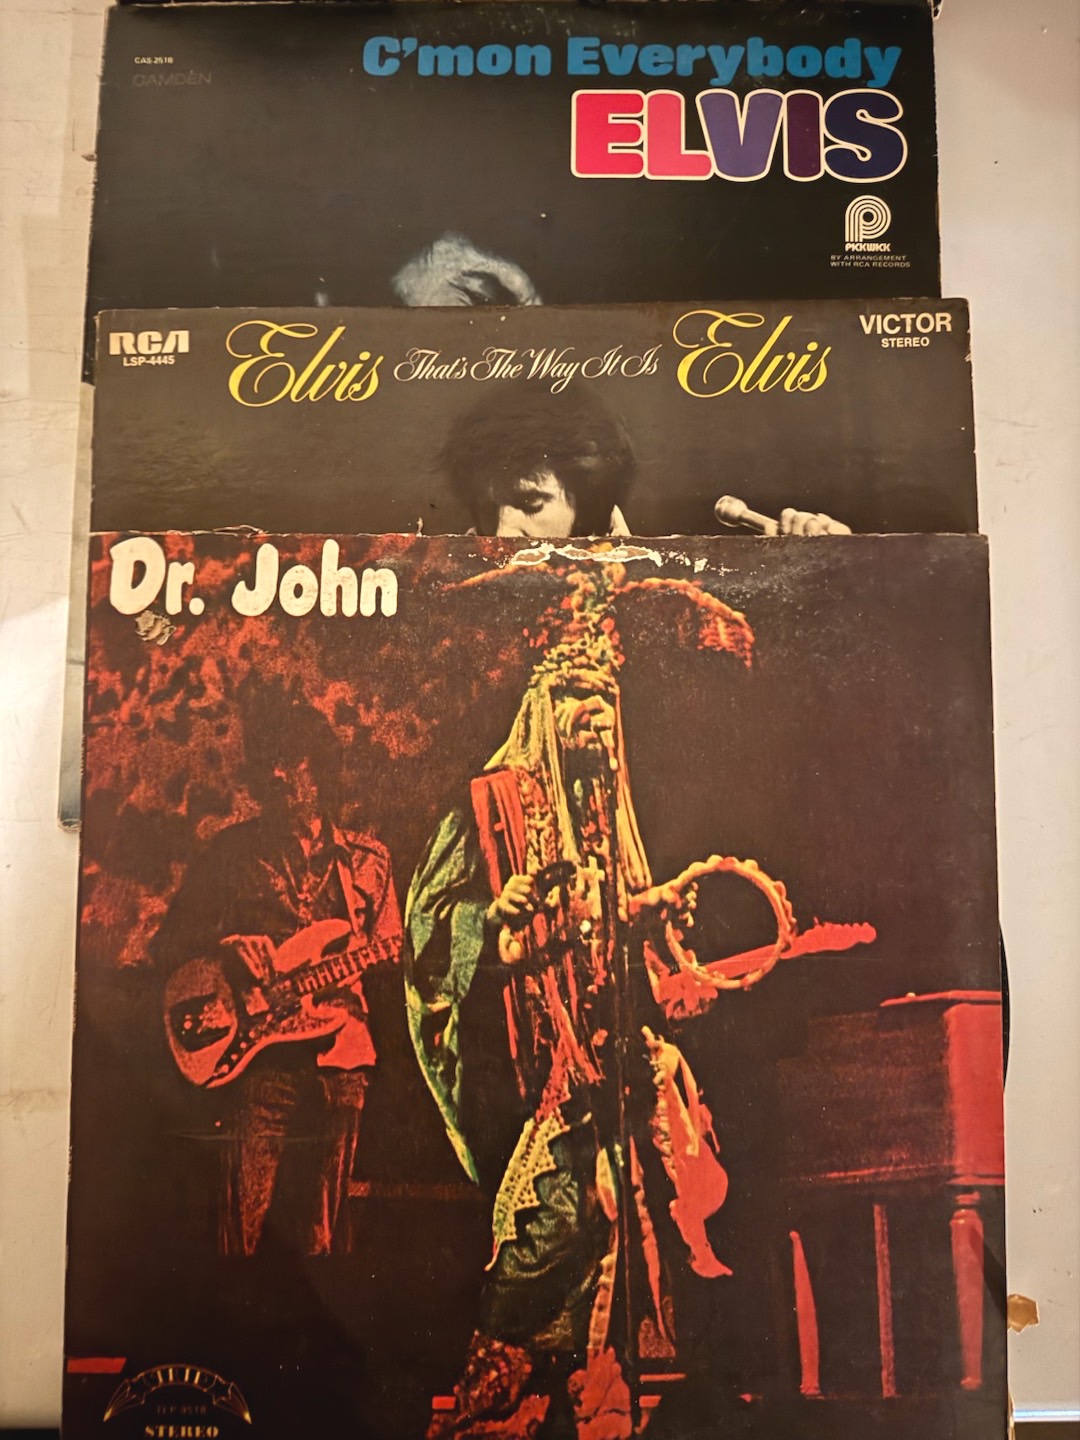 CAS-2518
CAMDEN
C'mon Everybody
ELVIS
PICKWICK
BY ARRANGEMENT
WITH RCA RECORDS
RCA
LSP-4445
Elvis That's The Way It Is Elvis
VICTOR
STEREO
Dr. John
STEREO